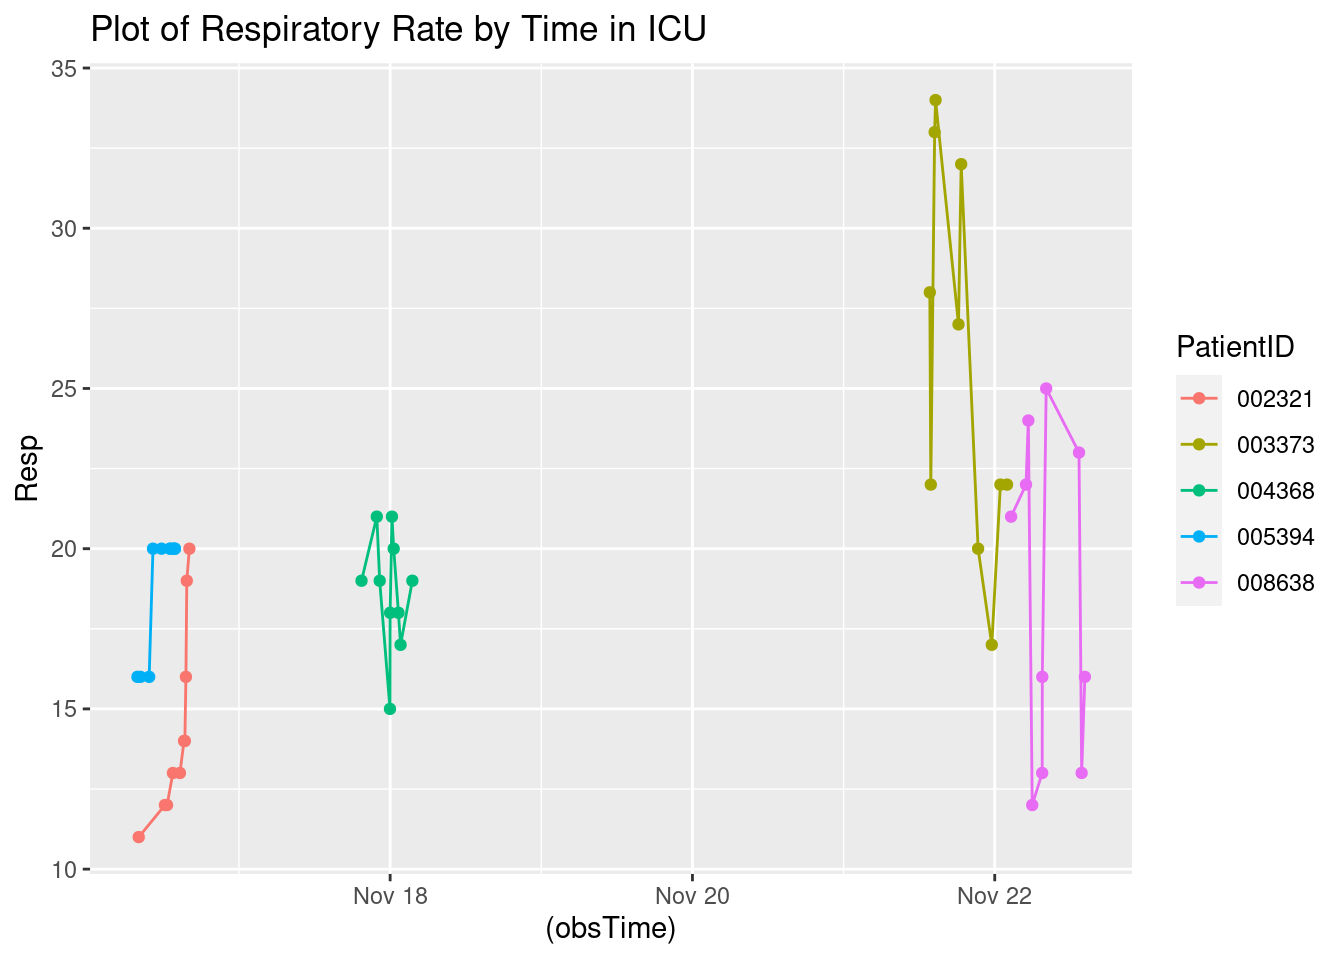 Plot of Respiratory Rate by Time in ICU
35
30
25
20
15
10
Resp
Nov 18
Nov 20
Nov 22
(obsTime)
PatientID
002321
003373
004368
005394
008638